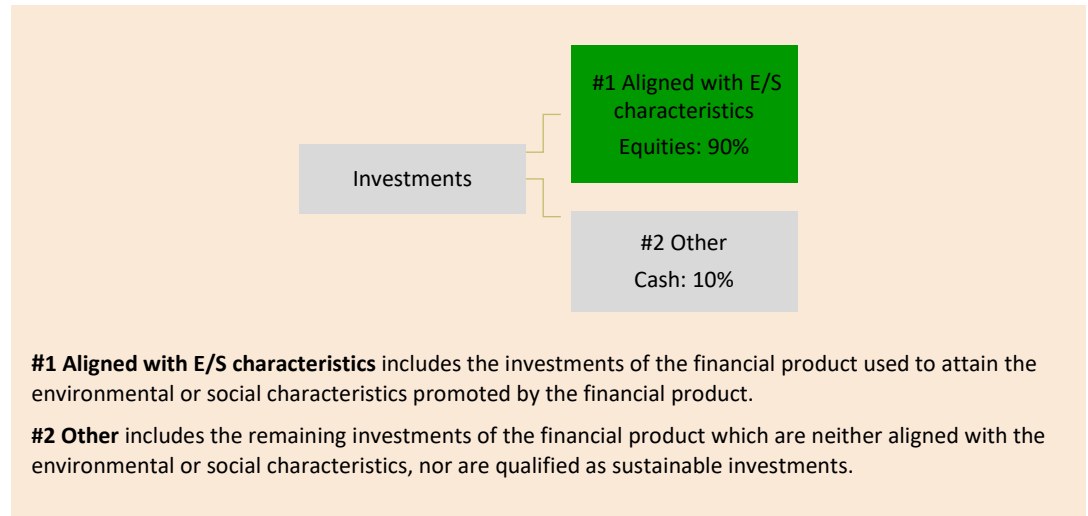 #1 Aligned with E/S
characteristics
Equities: 90%
Investments
#2 Other
Cash: 10%
#1 Aligned with E/S characteristics includes the investments of the financial product used to attain the
environmental or social characteristics promoted by the financial product.
#2 Other includes the remaining investments of the financial product which are neither aligned with the
environmental or social characteristics, nor are qualified as sustainable investments.